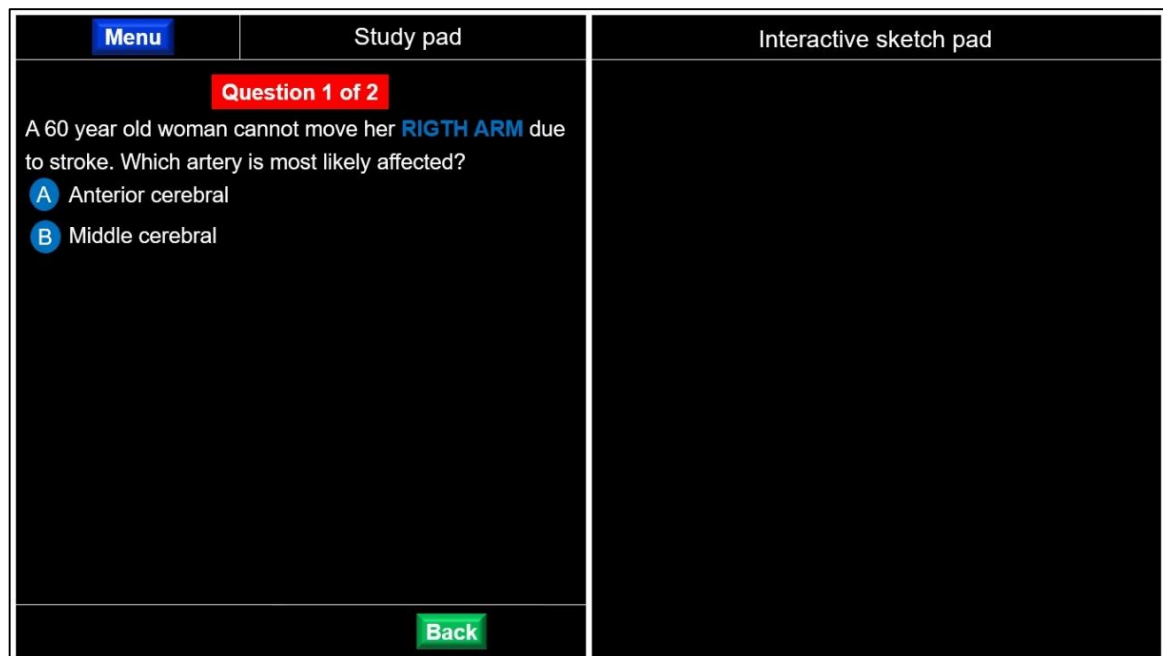 Menu
Study pad
Interactive sketch pad
Question 1 of 2
A 60 year old woman cannot move her RIGTH ARM due
to stroke. Which artery is most likely affected?
A Anterior cerebral
B Middle cerebral
Back